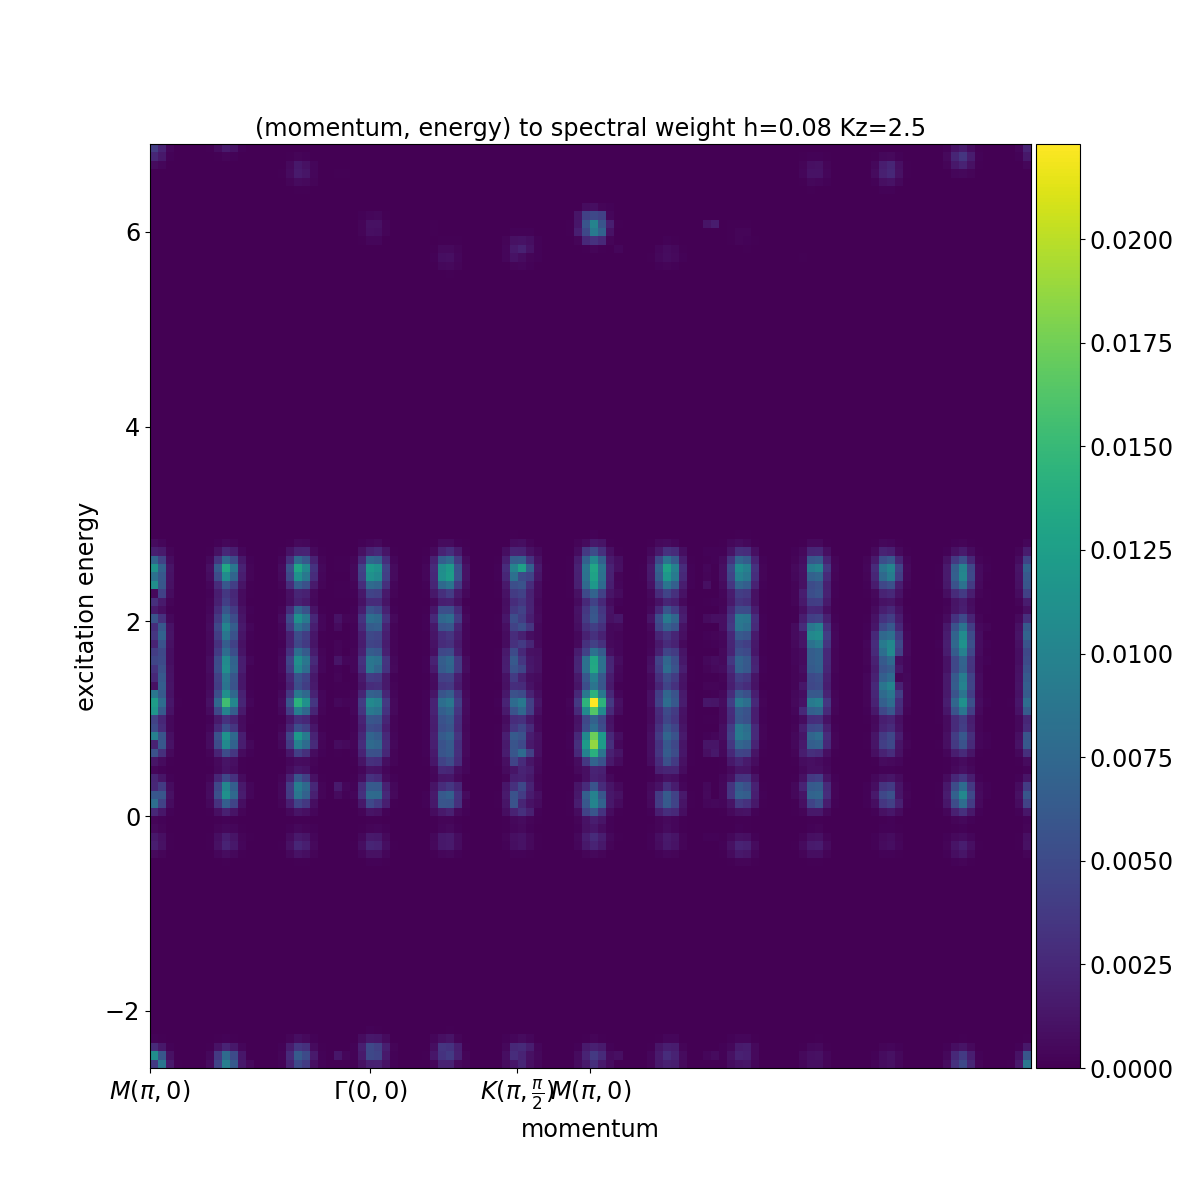 (momentum, energy) to spectral weight h=0.08 Kz=2.5
6
4
2
0
−2
excitation energy
M(π, 0)
Γ(0, 0)
K(π, π/2)
M(π, 0)
momentum
0.0200
0.0175
0.0150
0.0125
0.0100
0.0075
0.0050
0.0025
0.0000